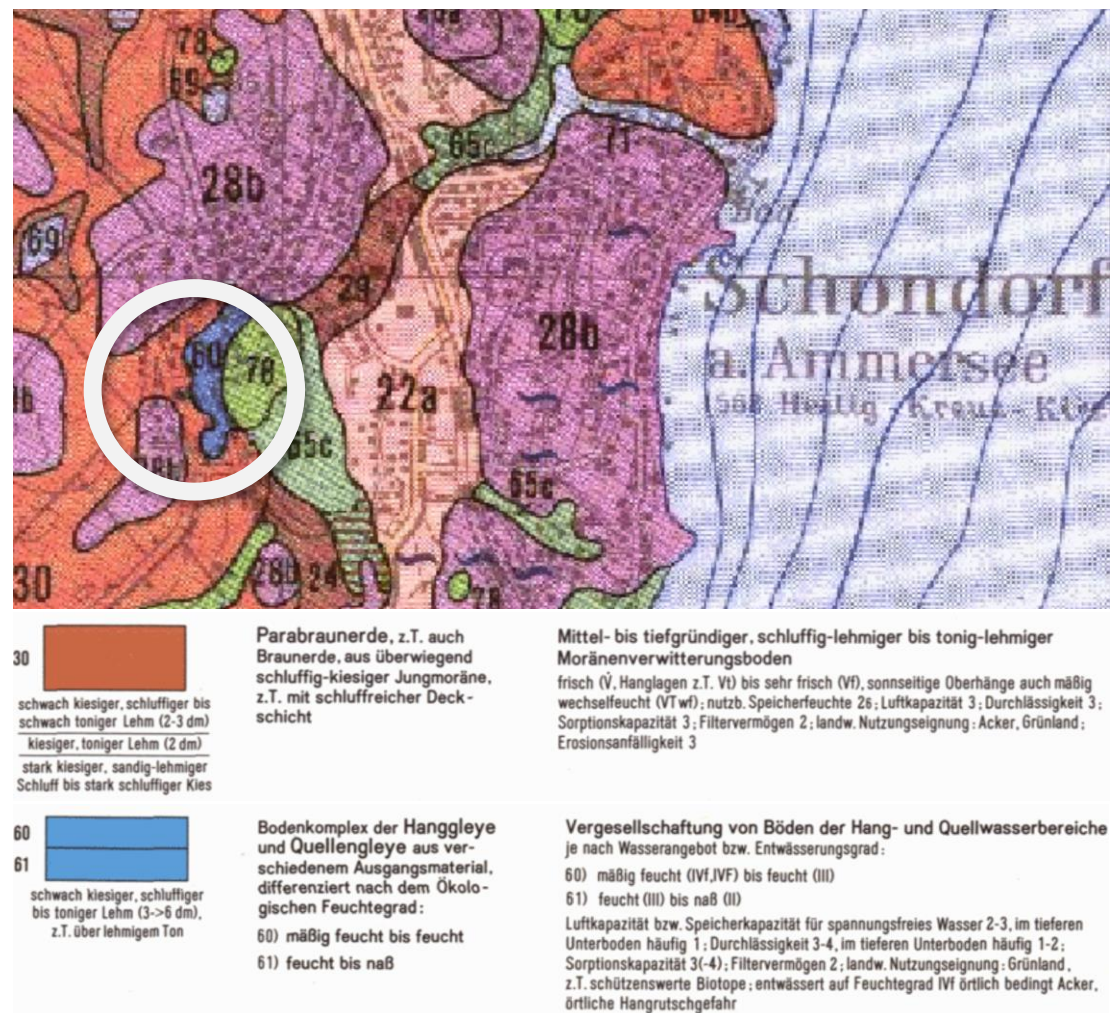 78
69
28b
69
65c
71
29
60
78
28b
22a
65c
65c
30
28b
24
78
Schondorf
a. Ammersee
30
schwach kiesiger, schluffiger bis
schwach toniger Lehm (2-3 dm)
kiesiger, toniger Lehm (2 dm)
stark kiesiger, sandig-lehmiger
Schluff bis stark schluffiger Kies
Parabraunerde, z.T. auch
Braunerde, aus überwiegend
schluffig-kiesiger Jungmoräne,
z.T. mit schluffreicher Deck-
schicht
Mittel- bis tiefgründiger, schluffig-lehmiger bis tonig-lehmiger
Moränenverwitterungsboden
frisch (V, Hanglagen z.T. Vt) bis sehr frisch (Vf), sonnseitige Oberhänge auch mäßig
wechselfeucht (VTwf); nutzb. Speicherfeuchte 26; Luftkapazität 3; Durchlässigkeit 3;
Sorptionskapazität 3; Filtervermögen 2; landw. Nutzungseignung: Acker, Grünland;
Erosionsanfälligkeit 3
60
61
schwach kiesiger, schluffiger
bis toniger Lehm (3->6 dm),
z.T. über lehmigem Ton
Bodenkomplex der Hanggleye
und Quellengleye aus ver-
schiedenem Ausgangsmaterial,
differenziert nach dem Ökolo-
gischen Feuchtegrad:
60) mäßig feucht bis feucht
61) feucht bis naß
Vergesellschaftung von Böden der Hang- und Quellwasserbereiche
je nach Wasserangebot bzw. Entwässerungsgrad:
60) mäßig feucht (IVf,IVF) bis feucht (III)
61) feucht (III) bis naß (II)
Luftkapazität bzw. Speicherkapazität für spannungsfreies Wasser 2-3, im tieferen
Unterboden häufig 1; Durchlässigkeit 3-4, im tieferen Unterboden häufig 1-2;
Sorptionskapazität 3(-4); Filtervermögen 2; landw. Nutzungseignung: Grünland,
z.T. schützenswerte Biotope; entwässert auf Feuchtegrad IVf örtlich bedingt Acker,
örtliche Hangrutschgefahr